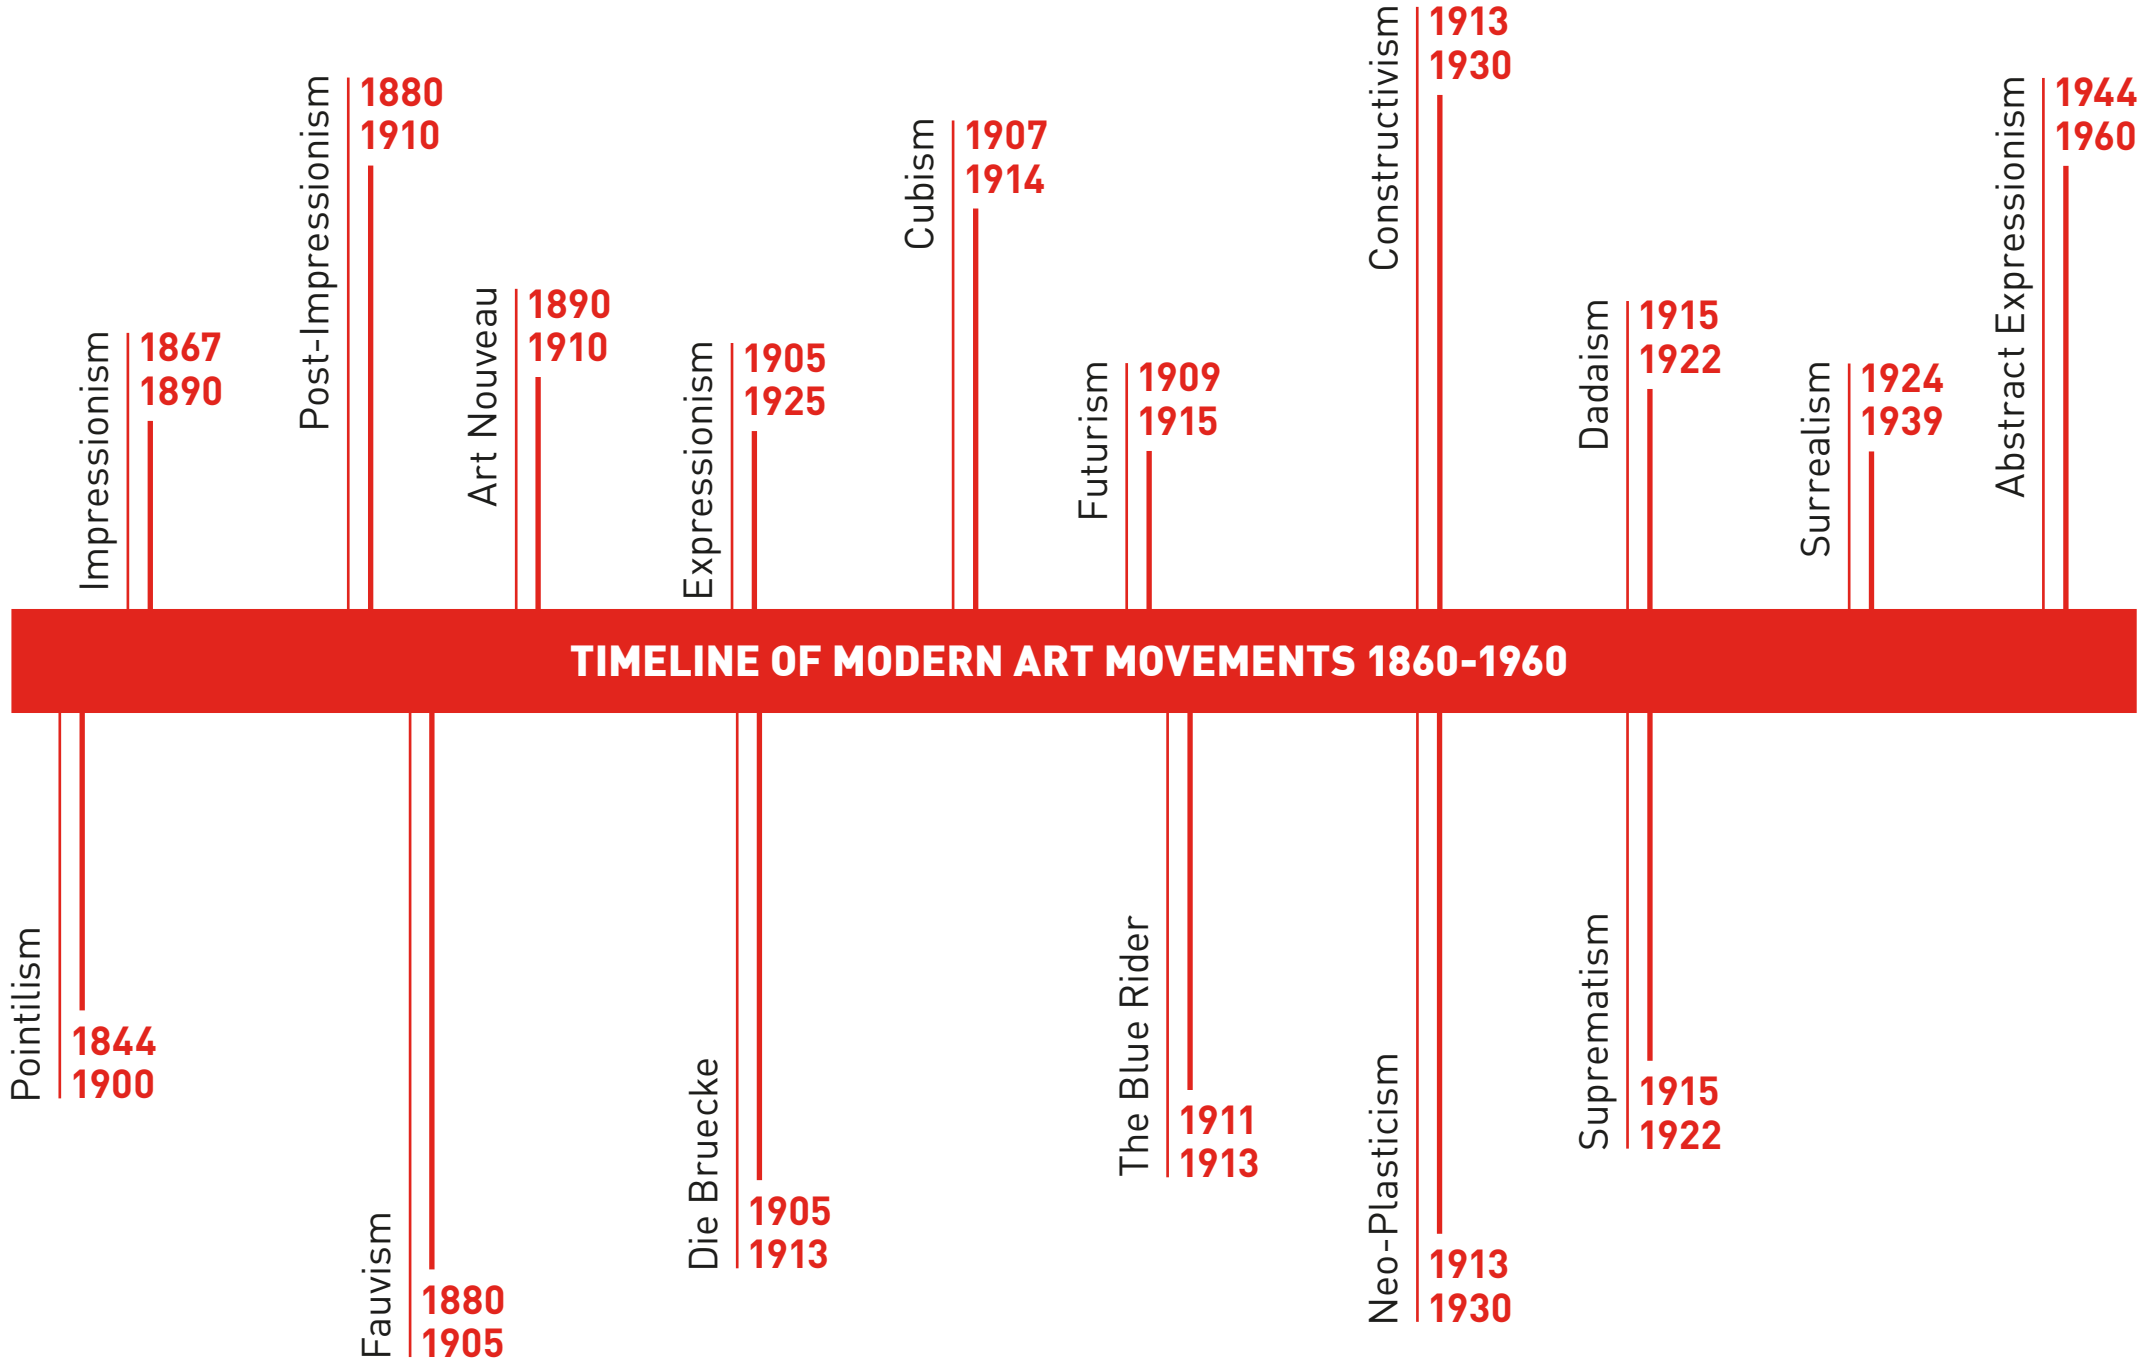 Impressionism
1867
1890
Post-Impressionism
1880
1910
Art Nouveau
1890
1910
Expressionism
1905
1925
Cubism
1907
1914
Futurism
1909
1915
Constructivism
1913
1930
Dadaism
1915
1922
Surrealism
1924
1939
Abstract Expressionism
1944
1960
TIMELINE OF MODERN ART MOVEMENTS 1860-1960
Pointilism
1844
1900
Fauvism
1880
1905
Die Bruecke
1905
1913
The Blue Rider
1911
1913
Neo-Plasticism
1913
1930
Suprematism
1915
1922